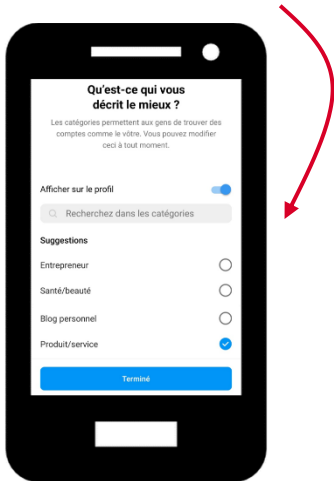 Qu'est-ce qui vous
décrit le mieux ?
Les catégories permettent aux gens de trouver des
comptes comme le vôtre. Vous pouvez modifier
ceci à tout moment.
Afficher sur le profil
Recherchez dans les catégories
Suggestions
Entrepreneur
Santé/beauté
Blog personnel
Produit/service
Terminé